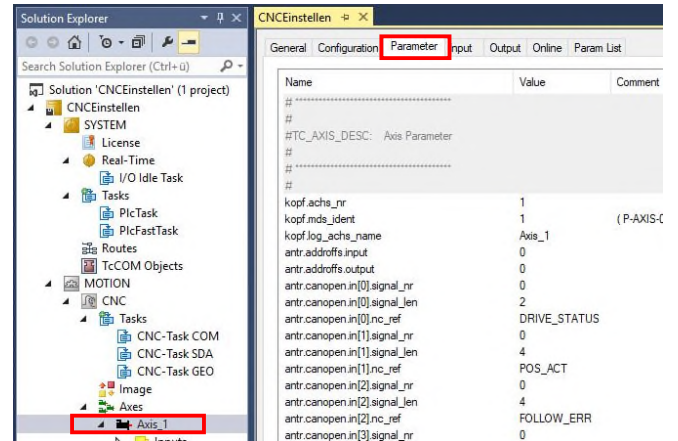 Solution Explorer
Search Solution Explorer (Ctrl+ü)
Solution 'CNCEinstellen' (1 project)
CNCEinstellen
SYSTEM
License
Real-Time
I/O Idle Task
Tasks
PlcTask
PlcFastTask
Routes
TcCOM Objects
MOTION
CNC
Tasks
CNC-Task COM
CNC-Task SDA
CNC-Task GEO
Image
Axes
Axis_1
Inputs
CNCEinstellen
General Configuration Parameter Input Output Online Param List
Name Value Comment
# ******************************************
#
#TC_AXIS_DESC: Axis Parameter
#
# ******************************************
#
kopf.achs_nr 1
kopf.mds_ident 1 ( P-AXIS-
kopf.log_achs_name Axis_1
antr.addroffs.input 0
antr.addroffs.output 0
antr.canopen.in[0].signal_nr 0
antr.canopen.in[0].signal_len 2
antr.canopen.in[0].nc_ref DRIVE_STATUS
antr.canopen.in[1].signal_nr 0
antr.canopen.in[1].signal_len 4
antr.canopen.in[1].nc_ref POS_ACT
antr.canopen.in[2].signal_nr 0
antr.canopen.in[2].signal_len 4
antr.canopen.in[2].nc_ref FOLLOW_ERR
antr.canopen.in[3].signal_nr 0